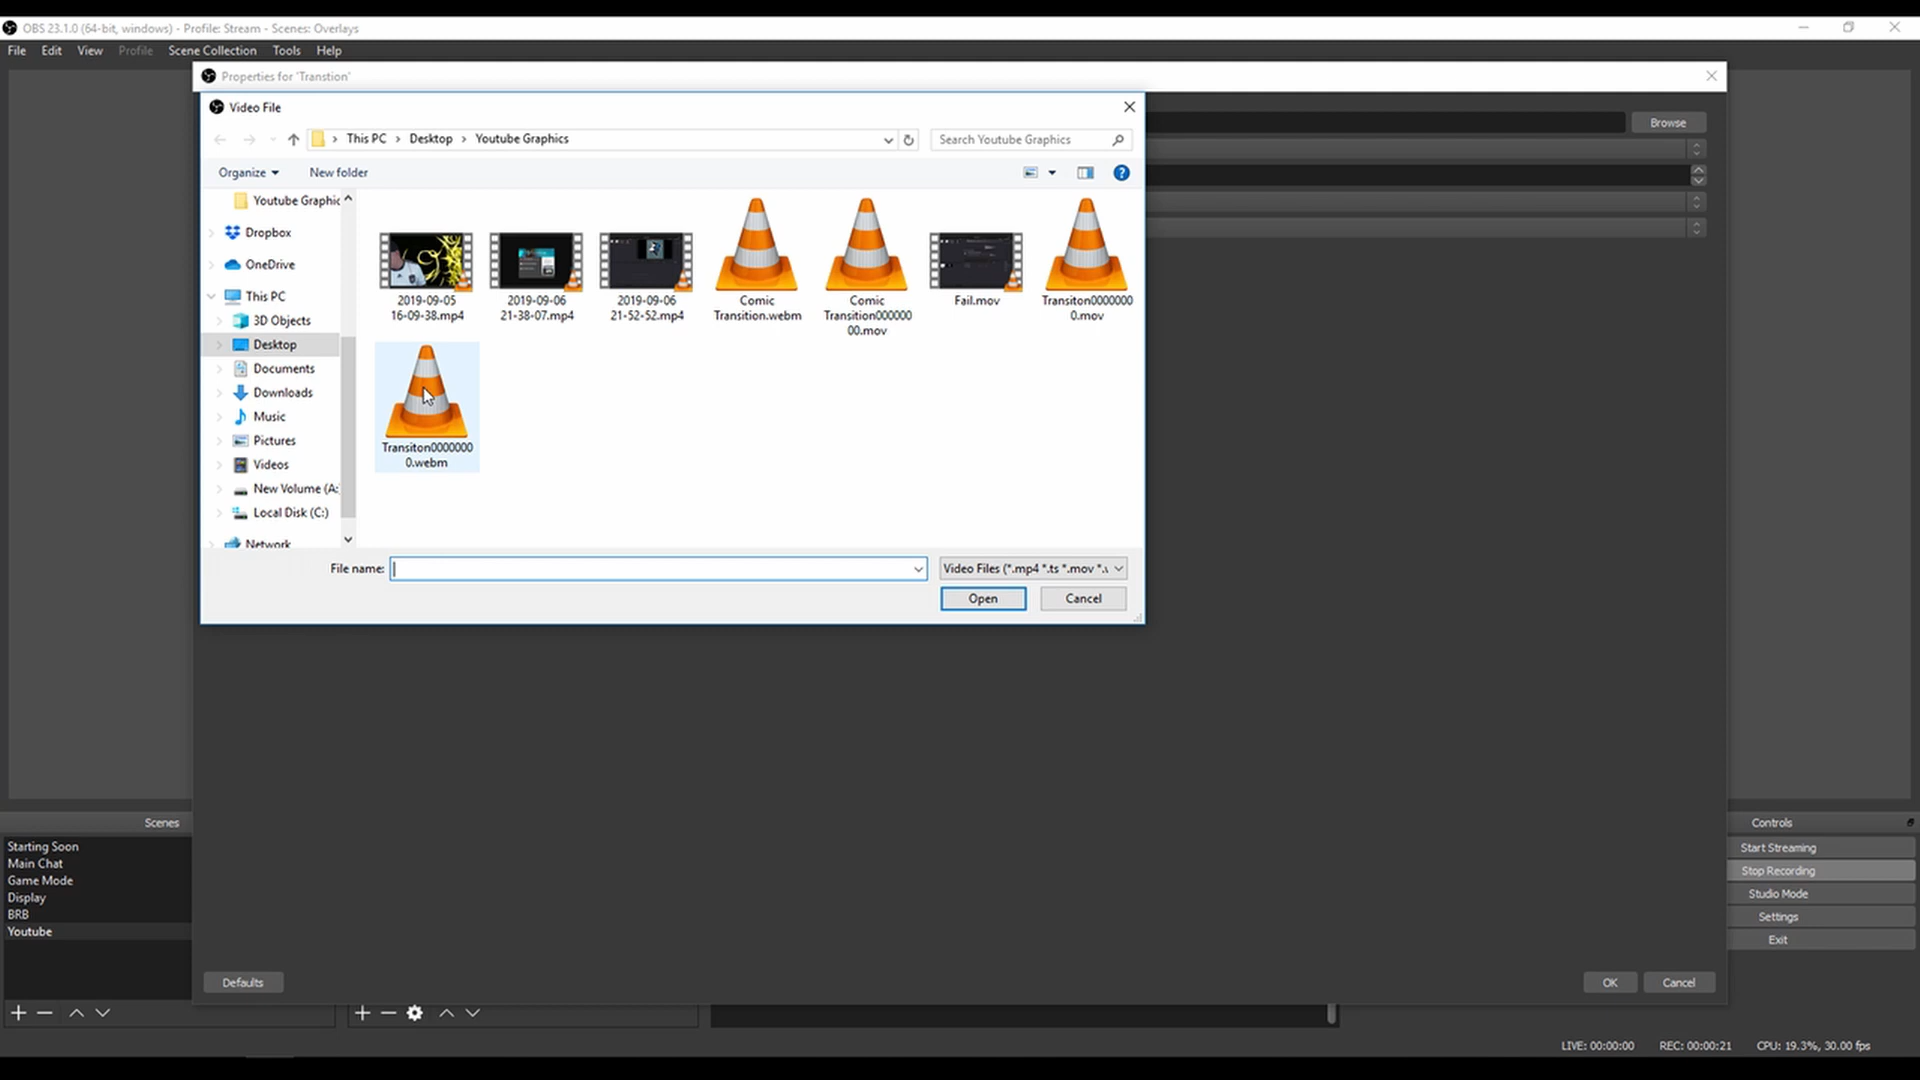 OBS 23.1.0 (64-bit, windows) - Profile: Stream - Scenes: Overlays
File Edit View Profile Scene Collection Tools Help
Properties for 'Transtion'
Video File
Browse
This PC > Desktop > Youtube Graphics
Search Youtube Graphics
Organize New folder
Youtube Graphic
Dropbox
OneDrive
This PC
3D Objects
Desktop
Documents
Downloads
Music
Pictures
Videos
New Volume (A:
Local Disk (C:)
Network
2019-09-05
16-09-38.mp4
2019-09-06
21-38-07.mp4
2019-09-06
21-52-52.mp4
Comic
Transition.webm
Comic
Transition000000
00.mov
Fail.mov
Transiton0000000
0.mov
Transiton0000000
0.webm
File name:
Video Files (*.mp4 *.ts *.mov *.
Open Cancel
Scenes
Starting Soon
Main Chat
Game Mode
Display
BRB
Youtube
Controls
Start Streaming
Stop Recording
Studio Mode
Settings
Exit
Defaults
OK Cancel
LIVE: 00:00:00 REC: 00:00:21 CPU: 19.3%, 30.00 fps